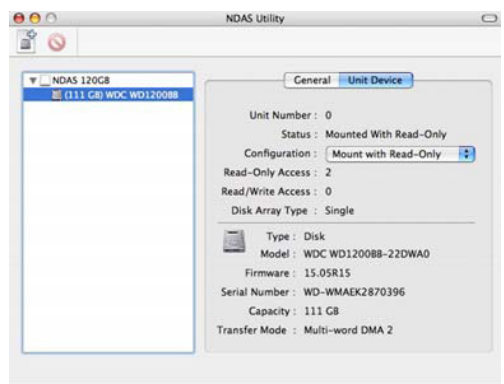 NDAS Utility
NDAS 120GB
(111 GB) WDC WD1200BB
General Unit Device
Unit Number : 0
Status : Mounted With Read-Only
Configuration : Mount with Read-Only
Read-Only Access : 2
Read/Write Access : 0
Disk Array Type : Single
Type : Disk
Model : WDC WD1200BB-22DWA0
Firmware : 15.05R15
Serial Number : WD-WMAEK2870396
Capacity : 111 GB
Transfer Mode : Multi-word DMA 2